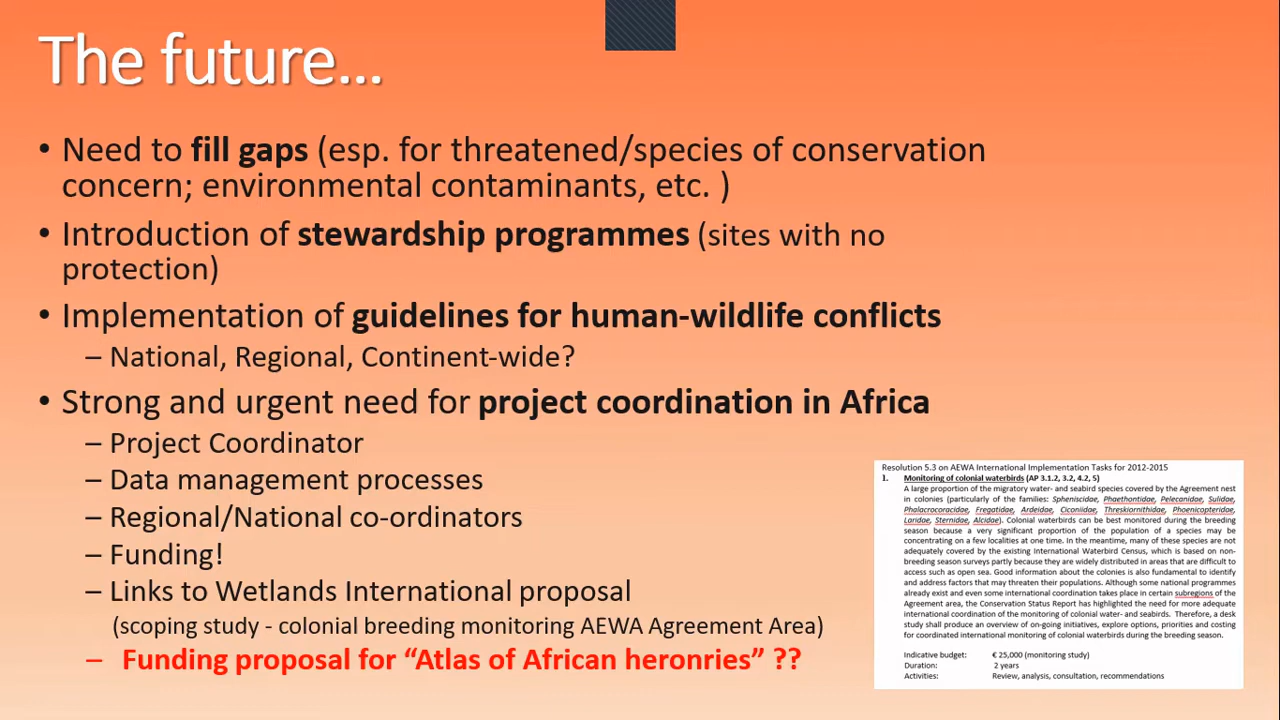 The future...
• Need to fill gaps (esp. for threatened/species of conservation
concern; environmental contaminants, etc. )
• Introduction of stewardship programmes (sites with no
protection)
• Implementation of guidelines for human-wildlife conflicts
– National, Regional, Continent-wide?
• Strong and urgent need for project coordination in Africa
– Project Coordinator
– Data management processes
– Regional/National co-ordinators
– Funding!
– Links to Wetlands International proposal
(scoping study - colonial breeding monitoring AEWA Agreement Area)
– Funding proposal for “Atlas of African heronries” ??
Resolution 5.3 on AEWA International Implementation Tasks for 2012-2015
1. Monitoring of colonial waterbirds (AP 3.1.2, 3.2, 4.2, 5)
A large proportion of the migratory water- and seabird species covered by the Agreement nest
in colonies (particularly of the families: Spheniscidae, Phaethontidae, Pelecanidae, Sulidae,
Phalacrocoracidae, Fregatidae, Ardeidae, Ciconiidae, Threskiornithidae, Phoenicopteridae,
Laridae, Sternidae, Alcidae). Colonial waterbirds can be best monitored during the breeding
season because a very significant proportion of the population of a species may be
concentrating on a few localities at one time. In the meantime, many of these species are not
adequately covered by the existing International Waterbird Census, which is based on non-
breeding season surveys partly because they are widely distributed in areas that are difficult to
access such as open sea. Good information about the colonies is also fundamental to identify
and address factors that may threaten their populations. Although some national programmes
already exist and even some international coordination takes place in certain subregions of the
Agreement area, the Conservation Status Report has highlighted the need for more adequate
international coordination of the monitoring of colonial water- and seabirds. Therefore, a desk
study shall produce an overview of on-going initiatives, explore options, priorities and costing
for coordinated international monitoring of colonial waterbirds during the breeding season.
Indicative budget: € 25,000 (monitoring study)
Duration: 2 years
Activities: Review, analysis, consultation, recommendations